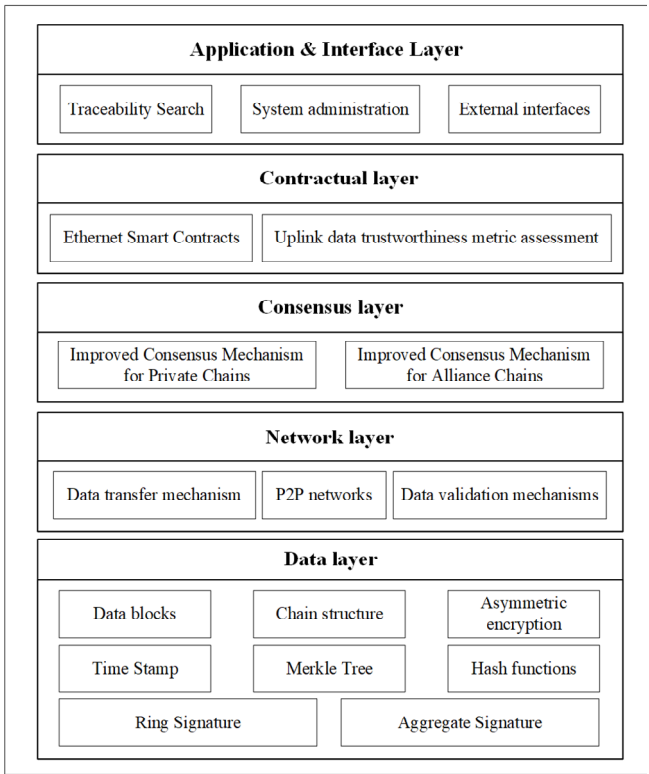 Application & Interface Layer
Traceability Search
System administration
External interfaces
Contractual layer
Ethernet Smart Contracts
Uplink data trustworthiness metric assessment
Consensus layer
Improved Consensus Mechanism
for Private Chains
Improved Consensus Mechanism
for Alliance Chains
Network layer
Data transfer mechanism
P2P networks
Data validation mechanisms
Data layer
Data blocks
Chain structure
Asymmetric
encryption
Time Stamp
Merkle Tree
Hash functions
Ring Signature
Aggregate Signature